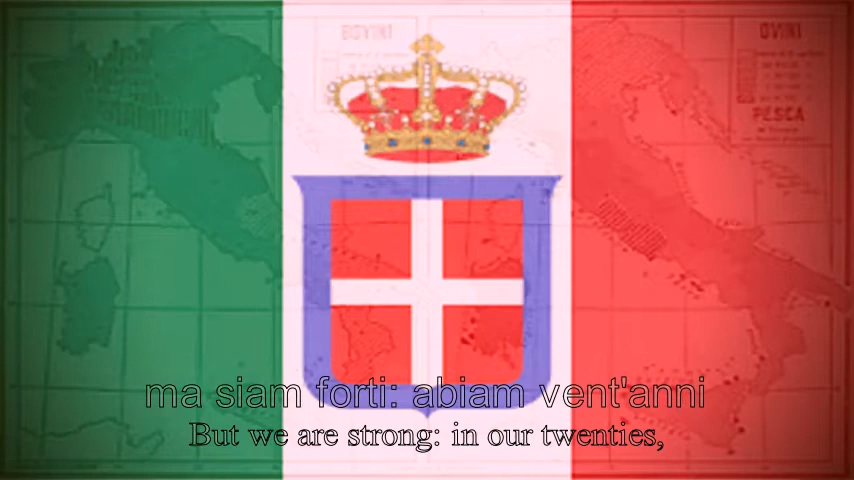 BOVINI
OVINI
PESCA
ma siam forti: abiam vent'anni
But we are strong: in our twenties,